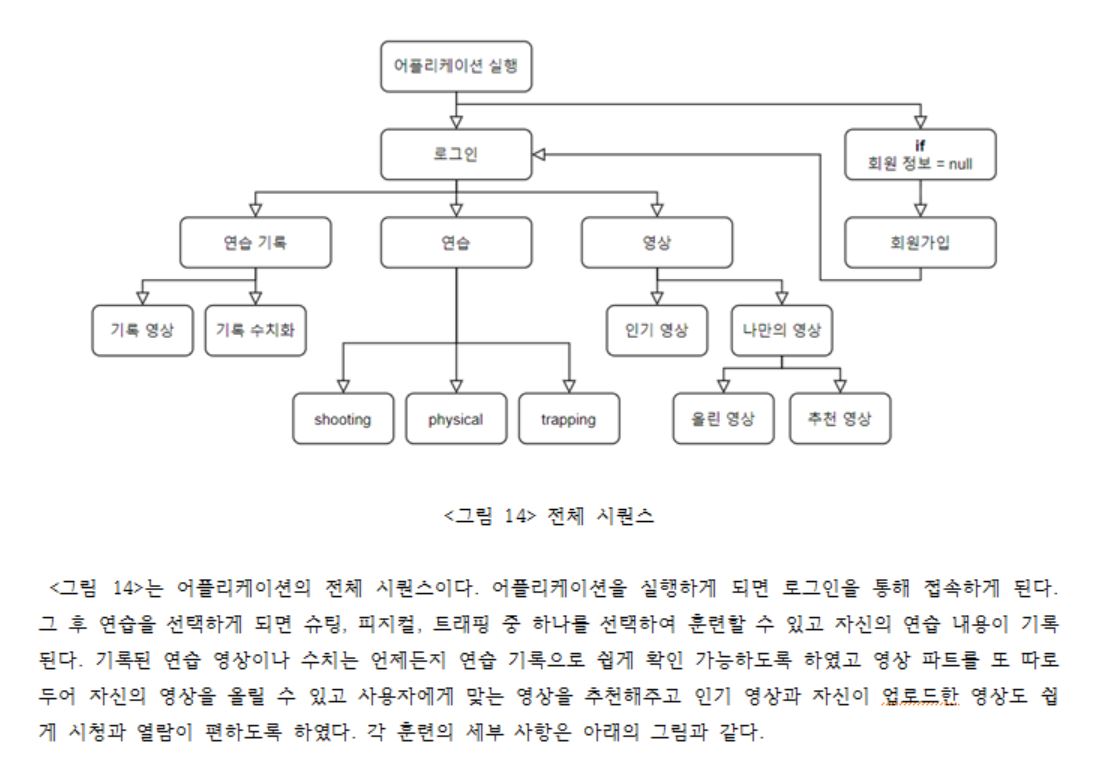 어플리케이션 실행
로그인
if
회원 정보 = null
연습 기록
연습
영상
회원가입
기록 영상
기록 수치화
인기 영상
나만의 영상
shooting
physical
trapping
올린 영상
추천 영상
<그림 14> 전체 시퀀스
<그림 14>는 어플리케이션의 전체 시퀀스이다. 어플리케이션을 실행하게 되면 로그인을 통해 접속하게 된다.
그 후 연습을 선택하게 되면 슈팅, 피지컬, 트래핑 중 하나를 선택하여 훈련할 수 있고 자신의 연습 내용이 기록
된다. 기록된 연습 영상이나 수치는 언제든지 연습 기록으로 쉽게 확인 가능하도록 하였고 영상 파트를 또 따로
두어 자신의 영상을 올릴 수 있고 사용자에게 맞는 영상을 추천해주고 인기 영상과 자신이 업로드한 영상도 쉽
게 시청과 열람이 편하도록 하였다. 각 훈련의 세부 사항은 아래의 그림과 같다.